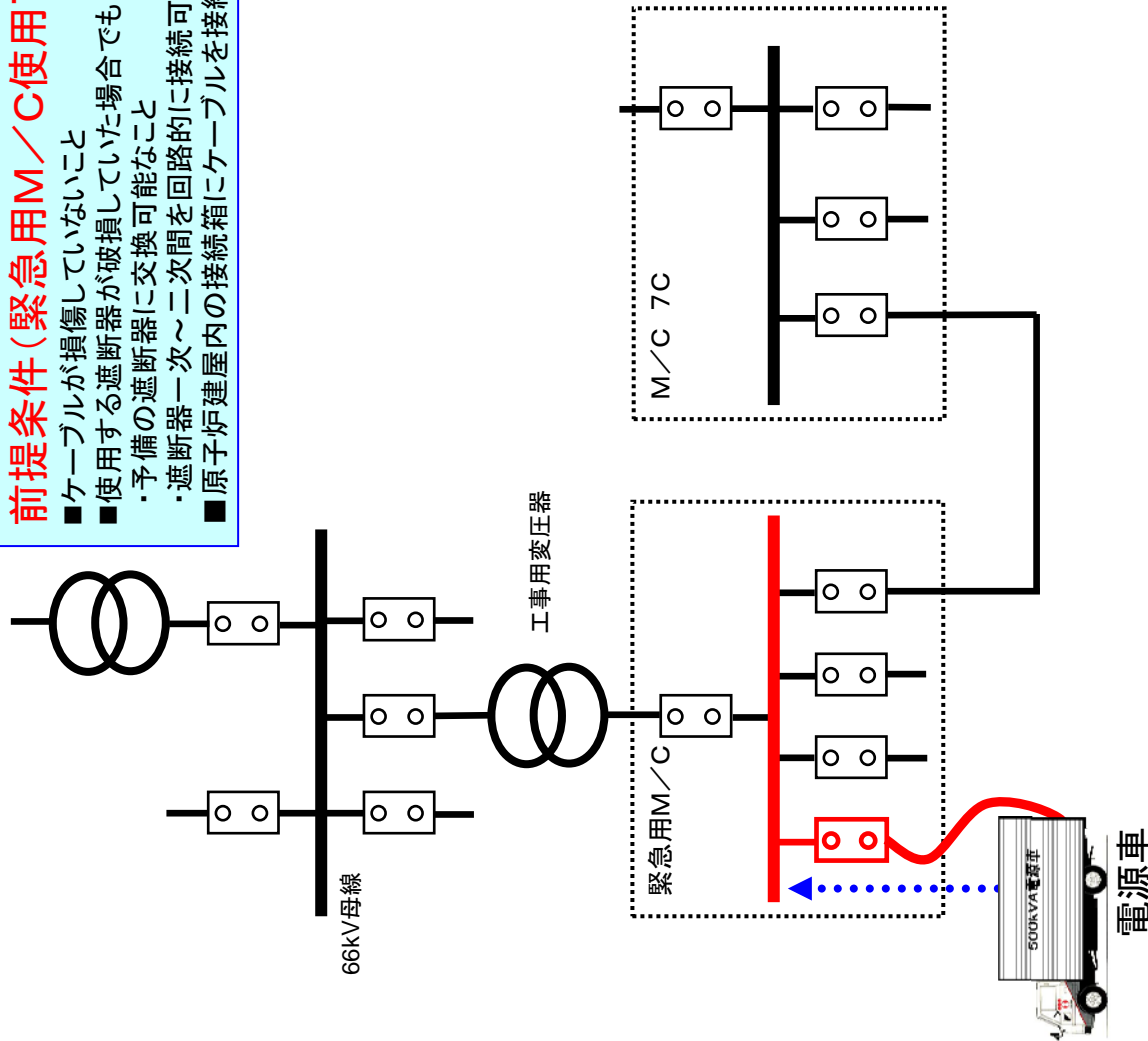 前提条件(緊急用M/C使用
■ケーブルが損傷していないこと
■使用する遮断器が破損していた場合でも
・予備の遮断器に交換可能なこと
・遮断器一次~二次間を回路的に接続可
■原子炉建屋内の接続箱にケーブルを接続
工事用変圧器
66kV母線
M/C 7C
緊急用M/C
500kVA電源車
電源車